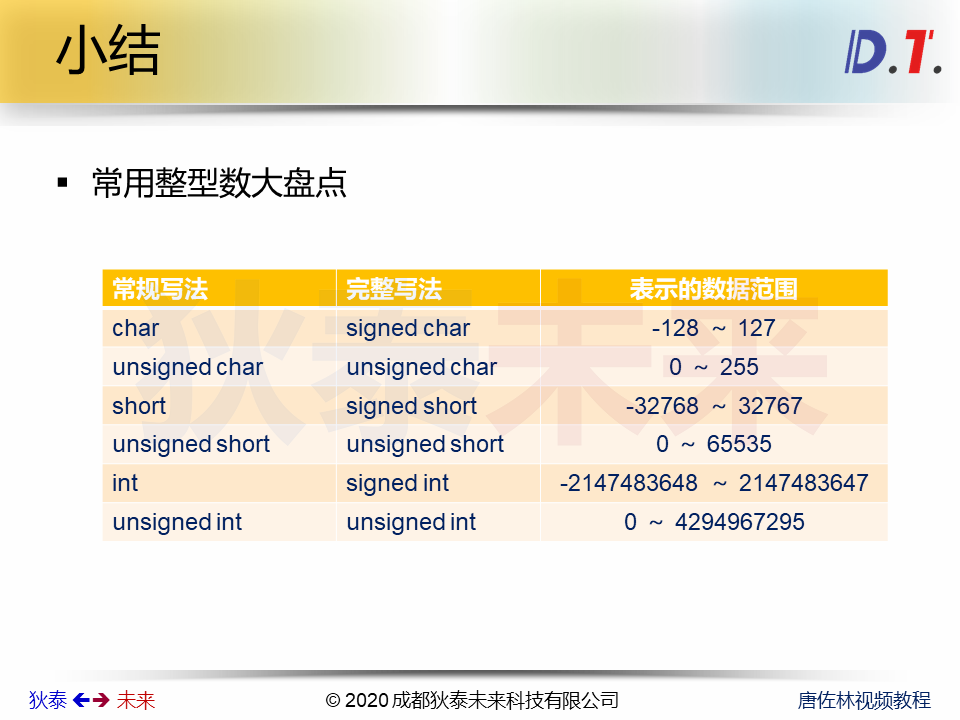 小结
D.T.
▪ 常用整型数大盘点
常规写法 完整写法 表示的数据范围
char signed char -128 ~ 127
unsigned char unsigned char 0 ~ 255
short signed short -32768 ~ 32767
unsigned short unsigned short 0 ~ 65535
int signed int -2147483648 ~ 2147483647
unsigned int unsigned int 0 ~ 4294967295
狄泰未来
狄泰 未来 © 2020 成都狄泰未来科技有限公司 唐佐林视频教程